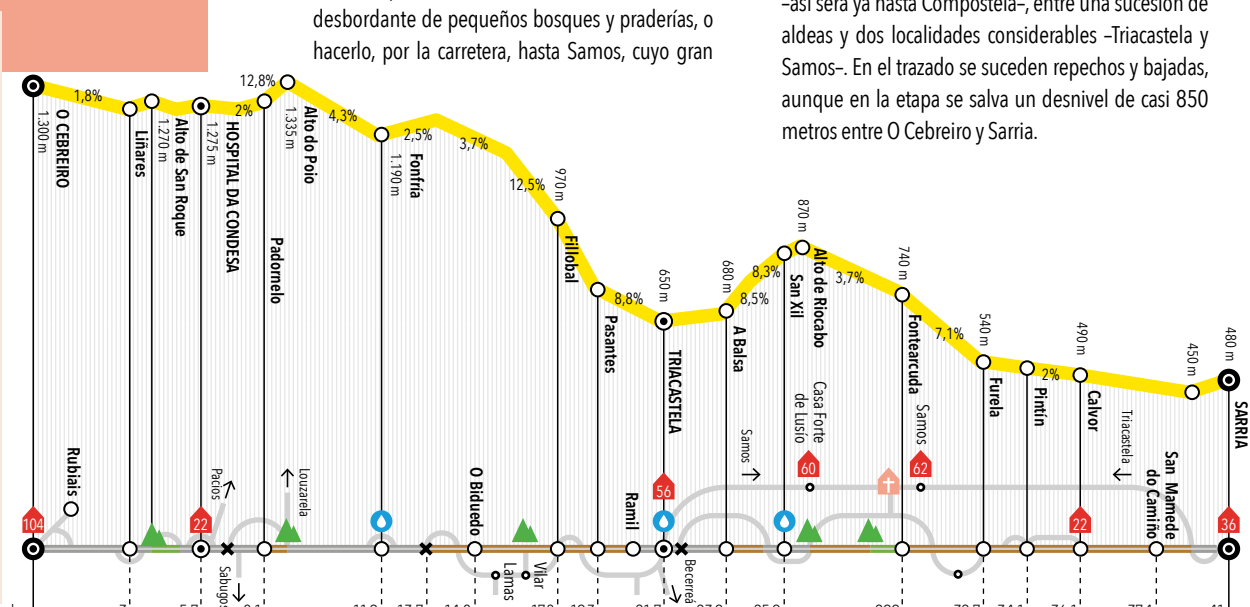 desbordante de pequeños bosques y praderías, o
hacerlo, por la carretera, hasta Samos, cuyo gran
–así será ya hasta Compostela–, entre una sucesión de
aldeas y dos localidades considerables –Triacastela y
Samos–. En el trazado se suceden repechos y bajadas,
aunque en la etapa se salva un desnivel de casi 850
metros entre O Cebreiro y Sarria.
1,8%
2%
12,8%
4,3%
2,5%
3,7%
12,5%
8,8%
8,5%
8,3%
3,7%
7,1%
2%
O CEBREIRO
1.300 m
Liñares
Alto de San Roque
1.270 m
HOSPITAL DA CONDESA
1.275 m
Padornelo
Alto do Poio
1.335 m
Fonfría
1.190 m
Fillobal
970 m
Pasantes
TRIACASTELA
650 m
A Balsa
680 m
San Xil
Alto de Riocabo
870 m
Fontearcuda
740 m
Furela
540 m
Pintín
Calvor
490 m
450 m
SARRIA
480 m
Rubiais
Pacios
Louzarela
O Biduedo
Ramil
Samos
Casa Forte
de Lusío
Samos
Triacastela
San Mamede
do Camiño
104
22
56
60
62
22
36
Sabugos
Lamas
Vilar
Becerreá